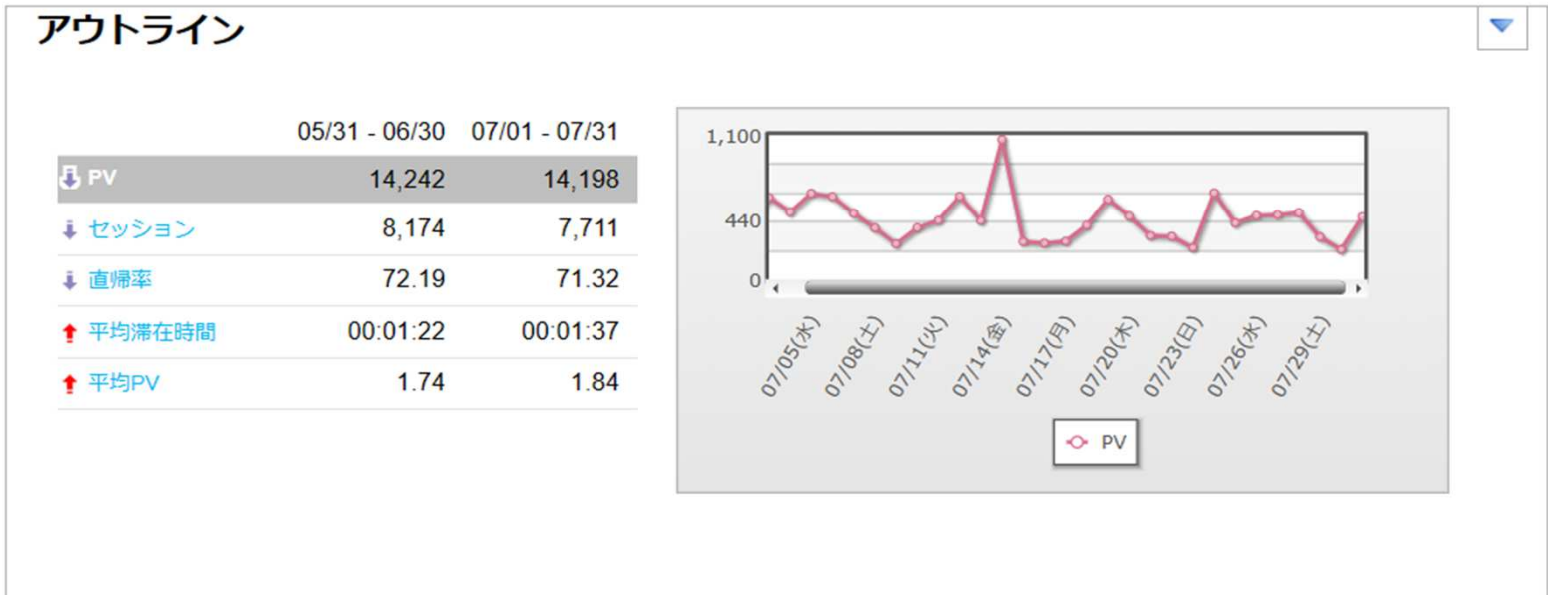 アウトライン
05/31 - 06/30 07/01 - 07/31
PV 14,242 14,198
セッション 8,174 7,711
直帰率 72.19 71.32
平均滞在時間 00:01:22 00:01:37
平均PV 1.74 1.84
1,100
440
0
07/05(水) 07/08(土) 07/11(火) 07/14(金) 07/17(月) 07/20(木) 07/23(日) 07/26(水) 07/29(土)
PV